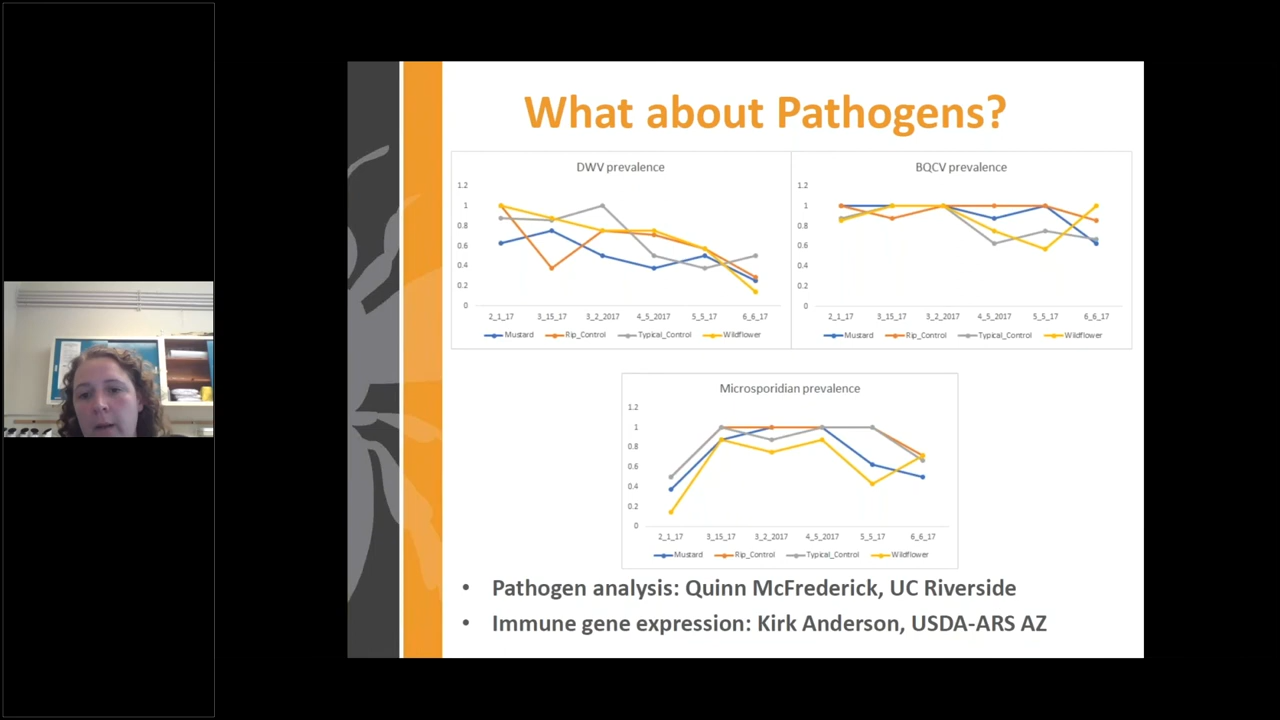 What about Pathogens?
DWV prevalence
1.2
1
0.8
0.6
0.4
0.2
0
2_1_17 3_15_17 3_2_2017 4_5_2017 5_5_17 6_6_17
Mustard Rip_Control Typical_Control Wildflower
BQCV prevalence
1.2
1
0.8
0.6
0.4
0.2
0
2_1_17 3_15_17 3_2_2017 4_5_2017 5_5_17 6_6_17
Mustard Rip_Control Typical_Control Wildflower
Microsporidian prevalence
1.2
1
0.8
0.6
0.4
0.2
0
2_1_17 3_15_17 3_2_2017 4_5_2017 5_5_17 6_6_17
Mustard Rip_Control Typical_Control Wildflower
• Pathogen analysis: Quinn McFrederick, UC Riverside
• Immune gene expression: Kirk Anderson, USDA-ARS AZ